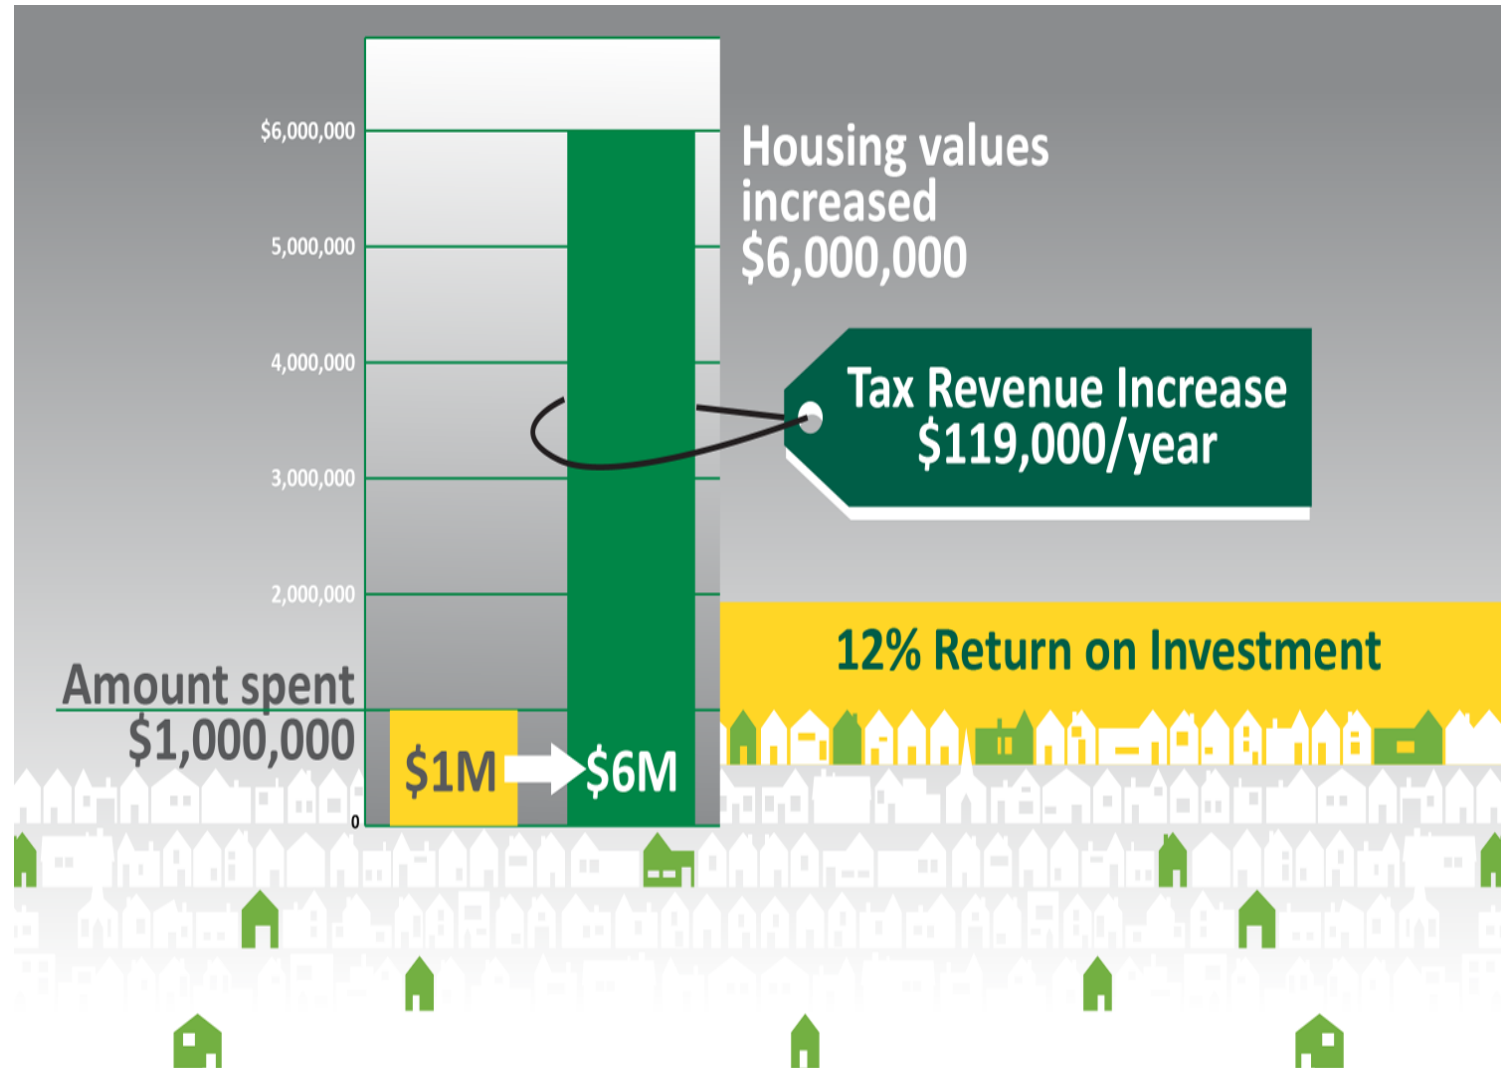 $6,000,000
5,000,000
4,000,000
3,000,000
2,000,000
Amount spent
$1,000,000
0
$1M
$6M
Housing values
increased
$6,000,000
Tax Revenue Increase
$119,000/year
12% Return on Investment